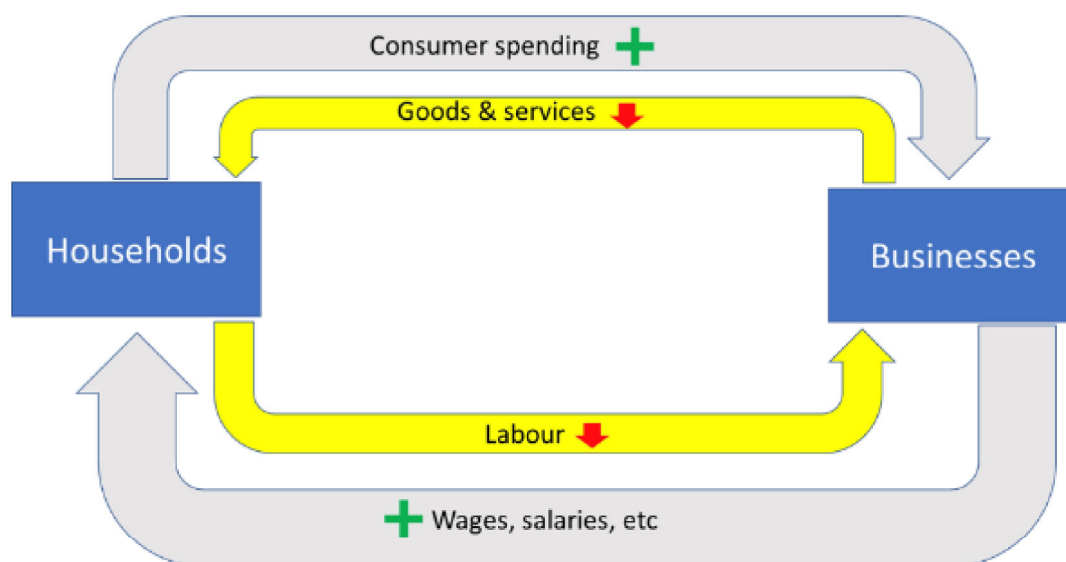 Consumer spending
Goods & services
Households
Businesses
Labour
Wages, salaries, etc